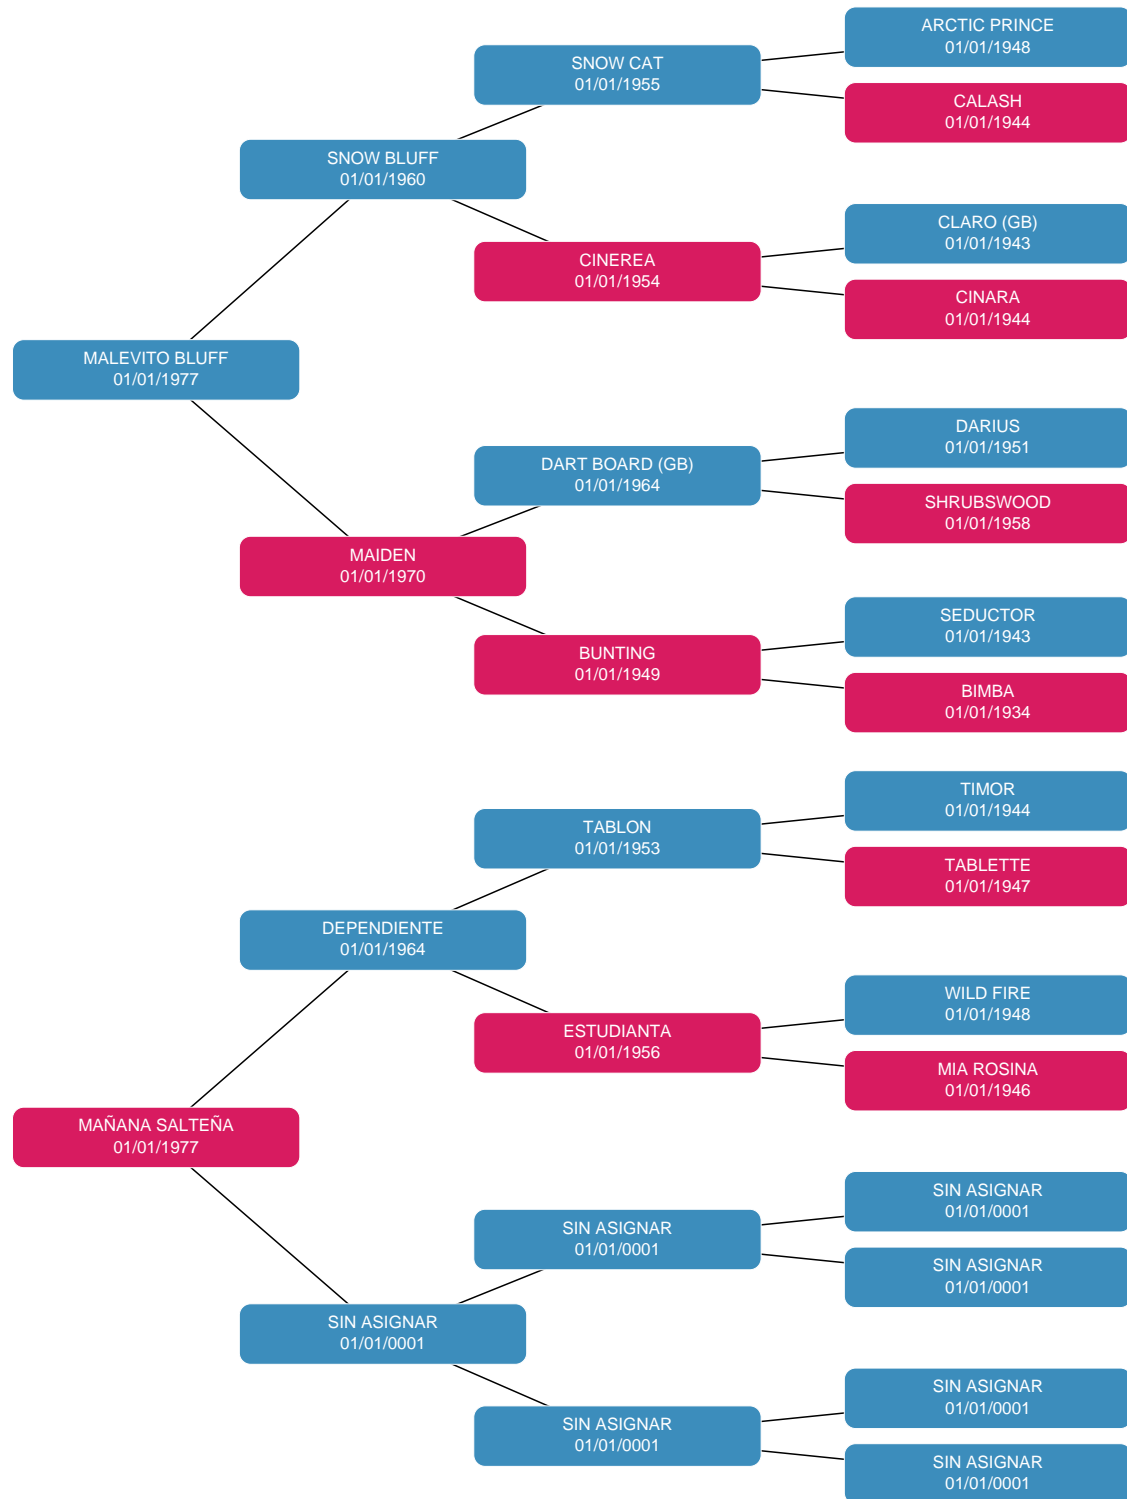 ARCTIC PRINCE
01/01/1948
SNOW CAT
01/01/1955
CALASH
01/01/1944
SNOW BLUFF
01/01/1960
CLARO (GB)
01/01/1943
CINEREA
01/01/1954
CINARA
01/01/1944
MALEVITO BLUFF
01/01/1977
DARIUS
01/01/1951
DART BOARD (GB)
01/01/1964
SHRUBSWOOD
01/01/1958
MAIDEN
01/01/1970
SEDUCTOR
01/01/1943
BUNTING
01/01/1949
BIMBA
01/01/1934
TIMOR
01/01/1944
TABLON
01/01/1953
TABLETTE
01/01/1947
DEPENDIENTE
01/01/1964
WILD FIRE
01/01/1948
ESTUDIANTA
01/01/1956
MIA ROSINA
01/01/1946
MAÑANA SALTEÑA
01/01/1977
SIN ASIGNAR
01/01/0001
SIN ASIGNAR
01/01/0001
SIN ASIGNAR
01/01/0001
SIN ASIGNAR
01/01/0001
SIN ASIGNAR
01/01/0001
SIN ASIGNAR
01/01/0001
SIN ASIGNAR
01/01/0001